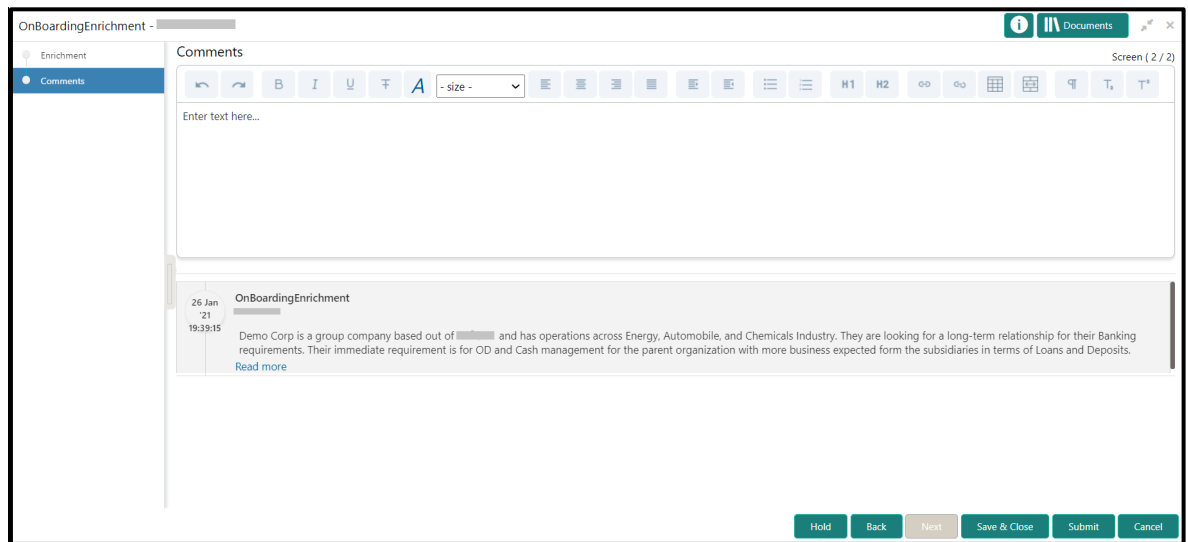 OnBoardingEnrichment -
i Documents
Enrichment
Comments
Comments
Screen ( 2 / 2)
B I U T A - size - H1 H2 ¶ Tₓ Tˣ
Enter text here...
26 Jan
'21
19:39:15
OnBoardingEnrichment
Demo Corp is a group company based out of and has operations across Energy, Automobile, and Chemicals Industry. They are looking for a long-term relationship for their Banking
requirements. Their immediate requirement is for OD and Cash management for the parent organization with more business expected form the subsidiaries in terms of Loans and Deposits.
Read more
Hold Back Next Save & Close Submit Cancel